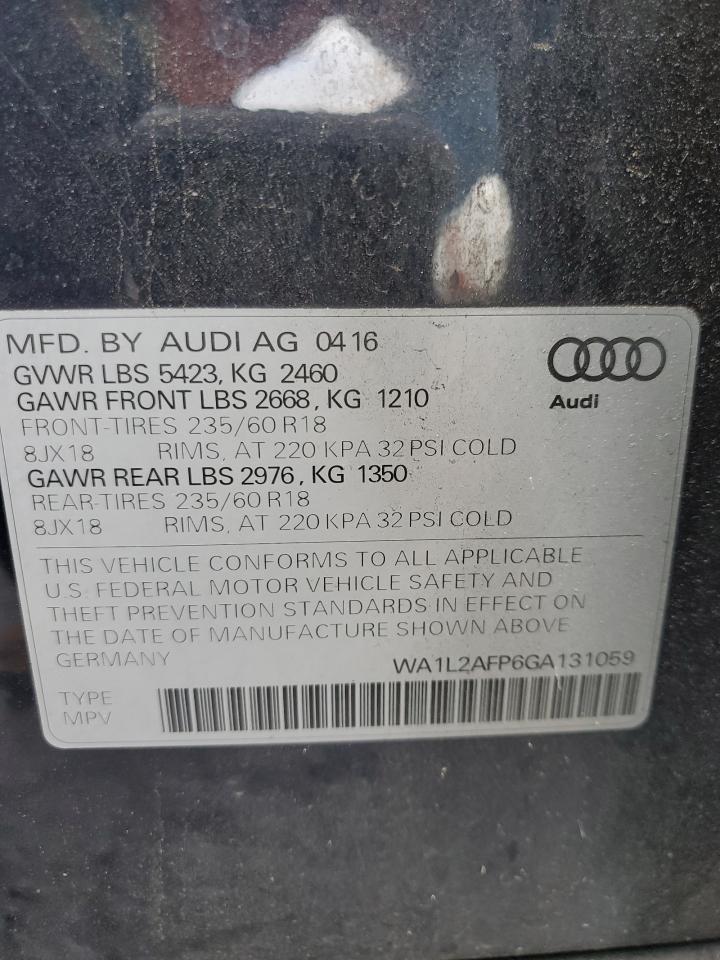 MFD. BY AUDI AG 0416
GVWR LBS 5423, KG 2460
GAWR FRONT LBS 2668, KG 1210
FRONT-TIRES 235/60 R18
8JX18 RIMS, AT 220 KPA 32 PSI COLD
GAWR REAR LBS 2976, KG 1350
REAR-TIRES 235/60 R18
8JX18 RIMS, AT 220 KPA 32 PSI COLD
Audi
THIS VEHICLE CONFORMS TO ALL APPLICABLE
U.S. FEDERAL MOTOR VEHICLE SAFETY AND
THEFT PREVENTION STANDARDS IN EFFECT ON
THE DATE OF MANUFACTURE SHOWN ABOVE
GERMANY WA1L2AFP6GA131059
TYPE
MPV